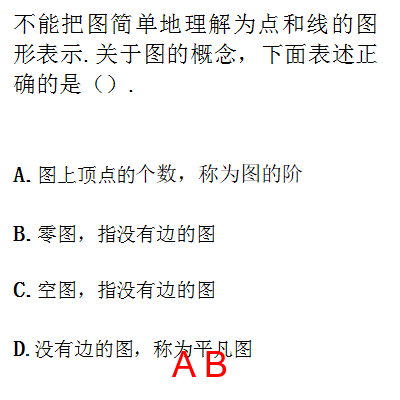 不能把图简单地理解为点和线的图
形表示.关于图的概念，下面表述正
确的是（）.
A. 图上顶点的个数，称为图的阶
B. 零图，指没有边的图
C. 空图，指没有边的图
D. 没有边的图，称为平凡图
AB